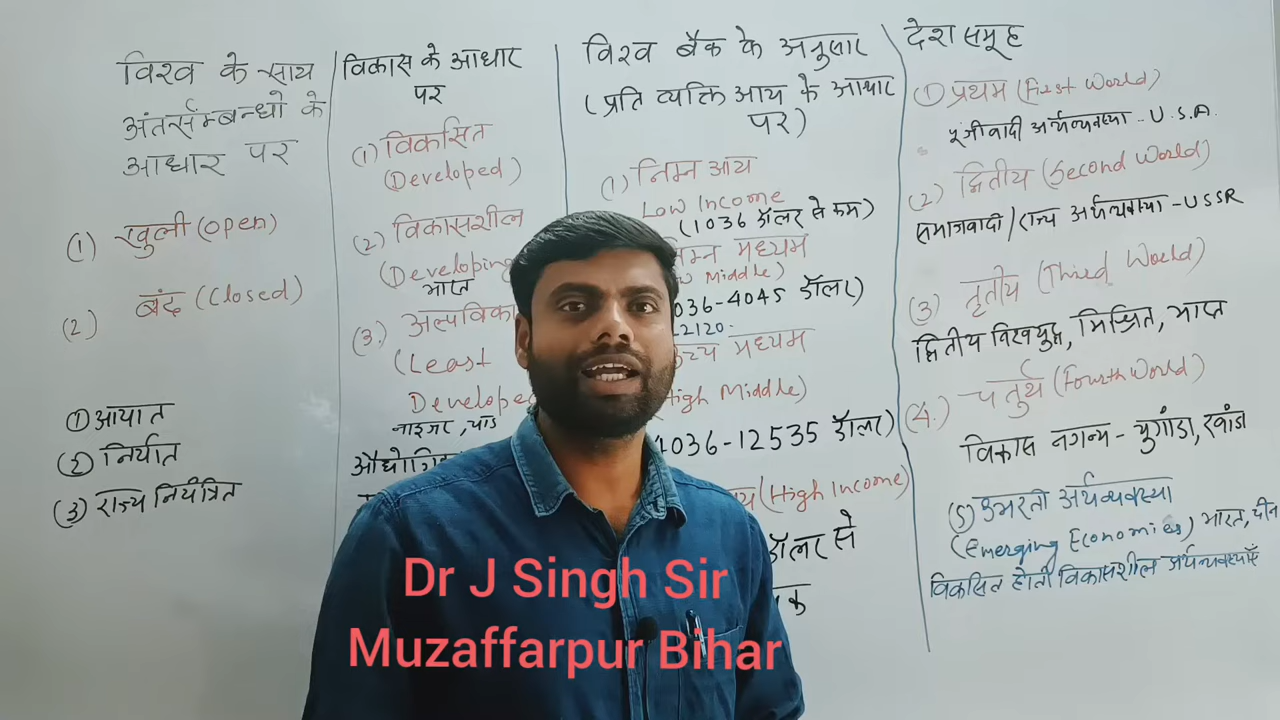 विश्व के साथ
अंतर्सम्बन्धों के
आधार पर
(1) खुली (open)
(2) बंद (Closed)
① आयात
② निर्यात
③ राज्य नियंत्रित
विकास के आधार
पर
(1) विकसित
(Developed)
(2) विकासशील
(Developing
भारत
(3.) अल्पविका
(Least
Develope
नाइजर, चाड
औद्योगि
विश्व बैंक के अनुसार
(प्रति व्यक्ति आय के आधार
पर)
(1) निम्न आय
Low Income
(1036 डॉलर से कम)
निम्न मध्यम
Middle)
036-4045 डॉलर)
2120-
उच्च मध्यम
High Middle)
4036-12535 डॉलर)
(High Income)
डॉलर से
देश समूह
① प्रथम (First World)
पूंजीवादी अर्थव्यवस्था - U.S.A.
(2) द्वितीय (Second World)
समाजवादी/राज्य अर्थव्यवस्था - USSR
(3) तृतीय (Third World)
द्वितीय विश्वयुद्ध, मिश्रित, भारत
(4.) चतुर्थ (Fourth World)
विकास नगन्य - युगांडा, रवांडा
(5) उभरती अर्थव्यवस्था
(Emerging Economies) भारत, चीन
विकसित होती विकासशील अर्थव्यवस्थाएँ
Dr J Singh Sir
Muzaffarpur Bihar